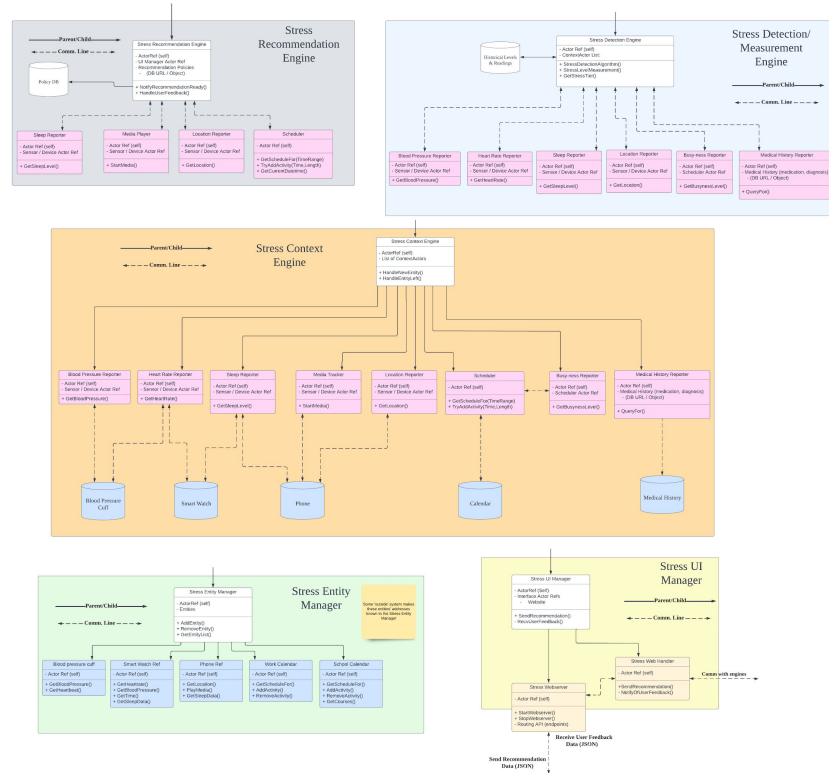 Stress
Recommendation
Engine
Parent/Child
Comm. Line
Stress Recommendation Engine
- ActorRef (self)
- UI Manager Actor Ref
- Recommendation Policies
- (DB URL / Object)
+ NotifyRecommendationReady()
+ HandleUserFeedback()
Policy DB
Sleep Reporter
- Actor Ref (self)
- Sensor / Device Actor Ref
+ GetSleepLevel()
Media Player
- Actor Ref (self)
- Sensor / Device Actor Ref
+ StartMedia()
Location Reporter
- Actor Ref (self)
- Sensor / Device Actor Ref
+ GetLocation()
Scheduler
- Actor Ref (self)
+ GetScheduleFor(TimeRange)
+ TryAddActivity(Time,Length)
+ GetCurrentDatetime()
Stress Detection/
Measurement
Engine
Parent/Child
Comm. Line
Stress Detection Engine
- Actor Ref (self)
- ContextActor List
+ StressDetectionAlgorithm()
+ StressLevelMeasurement()
+ GetStressTier()
Historical Levels
& Readings
Blood Pressure Reporter
- Actor Ref (self)
- Sensor / Device Actor Ref
+ GetBloodPressure()
Heart Rate Reporter
- Actor Ref (self)
- Sensor / Device Actor Ref
+ GetHeartRate()
Sleep Reporter
- Actor Ref (self)
- Sensor / Device Actor Ref
+ GetSleepLevel()
Location Reporter
- Actor Ref (self)
- Sensor / Device Actor Ref
+ GetLocation()
Busy-ness Reporter
- Actor Ref (self)
- Scheduler Actor Ref
+ GetBusynessLevel()
Medical History Reporter
- Actor Ref (self)
- Medical History (medication, diagnosis)
- (DB URL / Object)
+ QueryFor()
Stress Context
Engine
Parent/Child
Comm. Line
Stress Context Engine
- ActorRef (self)
- List of ContextActors
+ HandleNewEntity()
+ HandleEntityLeft()
Blood Pressure Reporter
- Actor Ref (self)
- Sensor / Device Actor Ref
+ GetBloodPressure()
Heart Rate Reporter
- Actor Ref (self)
- Sensor / Device Actor Ref
+ GetHeartRate()
Sleep Reporter
- Actor Ref (self)
- Sensor / Device Actor Ref
+ GetSleepLevel()
Media Tracker
- Actor Ref (self)
- Sensor / Device Actor Ref
+ StartMedia()
Location Reporter
- Actor Ref (self)
- Sensor / Device Actor Ref
+ GetLocation()
Scheduler
- Actor Ref (self)
+ GetScheduleFor(TimeRange)
+ TryAddActivity(Time,Length)
Busy-ness Reporter
- Actor Ref (self)
- Scheduler Actor Ref
+ GetBusynessLevel()
Medical History Reporter
- Actor Ref (self)
- Medical History (medication, diagnosis)
- (DB URL / Object)
+ QueryFor()
Blood Pressure
Cuff
Smart Watch
Phone
Calendar
Medical History
Stress Entity
Manager
Parent/Child
Comm. Line
Stress Entity Manager
- ActorRef (self)
- Entities
+ AddEntity()
+ RemoveEntity()
+ GetEntityList()
Some 'outside' system makes
these entities' addresses
known to the Stress Entity
Manager
Blood pressure cuff
- Actor Ref (self)
+ GetBloodPressure()
+ GetHeartbeat()
Smart Watch Ref
- Actor Ref (self)
+ GetHeartrate()
+ GetBloodPressure()
+ GetTime()
+ GetSleepData()
Phone Ref
- Actor Ref (self)
+ GetLocation()
+ PlayMedia()
+ GetSleepData()
Work Calendar
- Actor Ref (self)
+ GetScheduleFor()
+ AddActivity()
+ RemoveActivity()
School Calendar
- Actor Ref (self)
+ GetScheduleFor()
+ AddActivity()
+ RemoveActivity()
+ GetCourses()
Stress UI
Manager
Parent/Child
Comm. Line
Stress UI Manager
- ActorRef (Self)
- Interface Actor Refs
- Website
+ SendRecommendation()
- RecvUserFeedback()
Stress Web Handler
- Actor Ref (self)
+SendRecommendation()
- NotifyOfUserFeedback()
Comm with engines
Stress Webserver
- Actor Ref (self)
+ StartWebserver()
+ StopWebserver()
- Routing API (endpoints)
Receive User Feedback
Data (JSON)
Send Recommendation
Data (JSON)